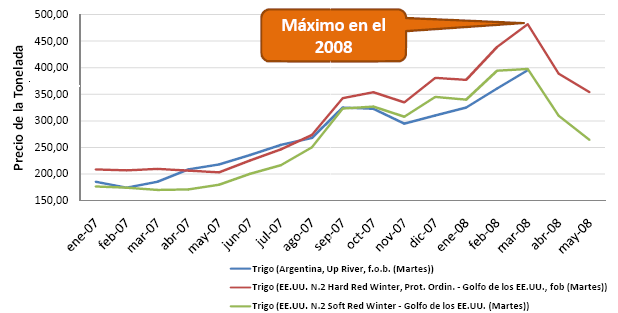 Máximo en el
2008
Precio de la Tonelada
500,00
450,00
400,00
350,00
300,00
250,00
200,00
150,00
ene-07
feb-07
mar-07
abr-07
may-07
jun-07
jul-07
ago-07
sep-07
oct-07
nov-07
dic-07
ene-08
feb-08
mar-08
abr-08
may-08
Trigo (Argentina, Up River, f.o.b. (Martes))
Trigo (EE.UU. N.2 Hard Red Winter, Prot. Ordin. - Golfo de los EE.UU., fob (Martes))
Trigo (EE.UU. N.2 Soft Red Winter - Golfo de los EE.UU. (Martes))